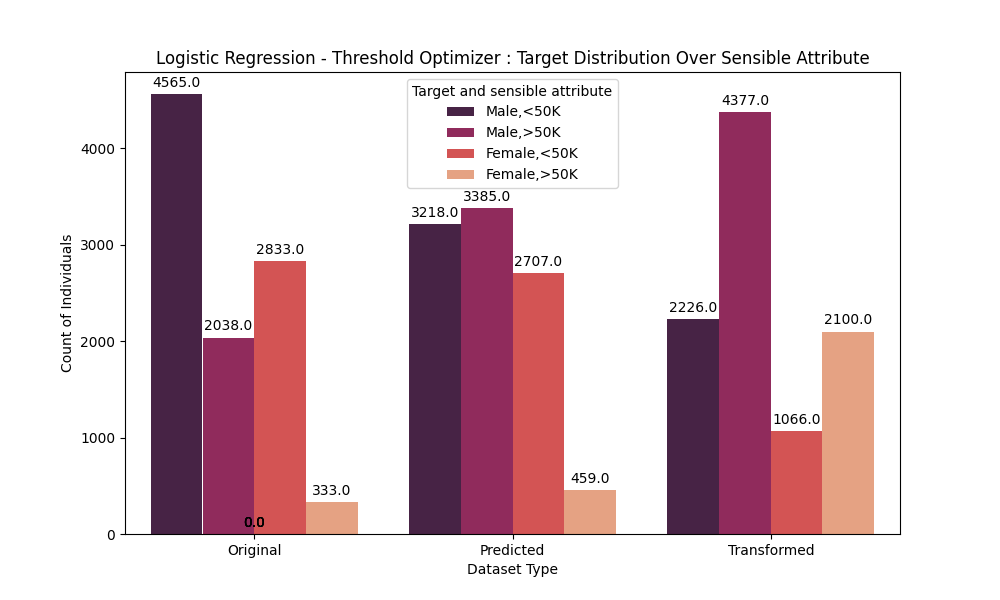 Logistic Regression - Threshold Optimizer : Target Distribution Over Sensible Attribute
Target and sensible attribute
Male,<50K
Male,>50K
Female,<50K
Female,>50K
4565.0
2038.0
2833.0
333.0
0.0
3218.0
3385.0
2707.0
459.0
2226.0
4377.0
1066.0
2100.0
Count of Individuals
4000
3000
2000
1000
0
Original
Predicted
Transformed
Dataset Type